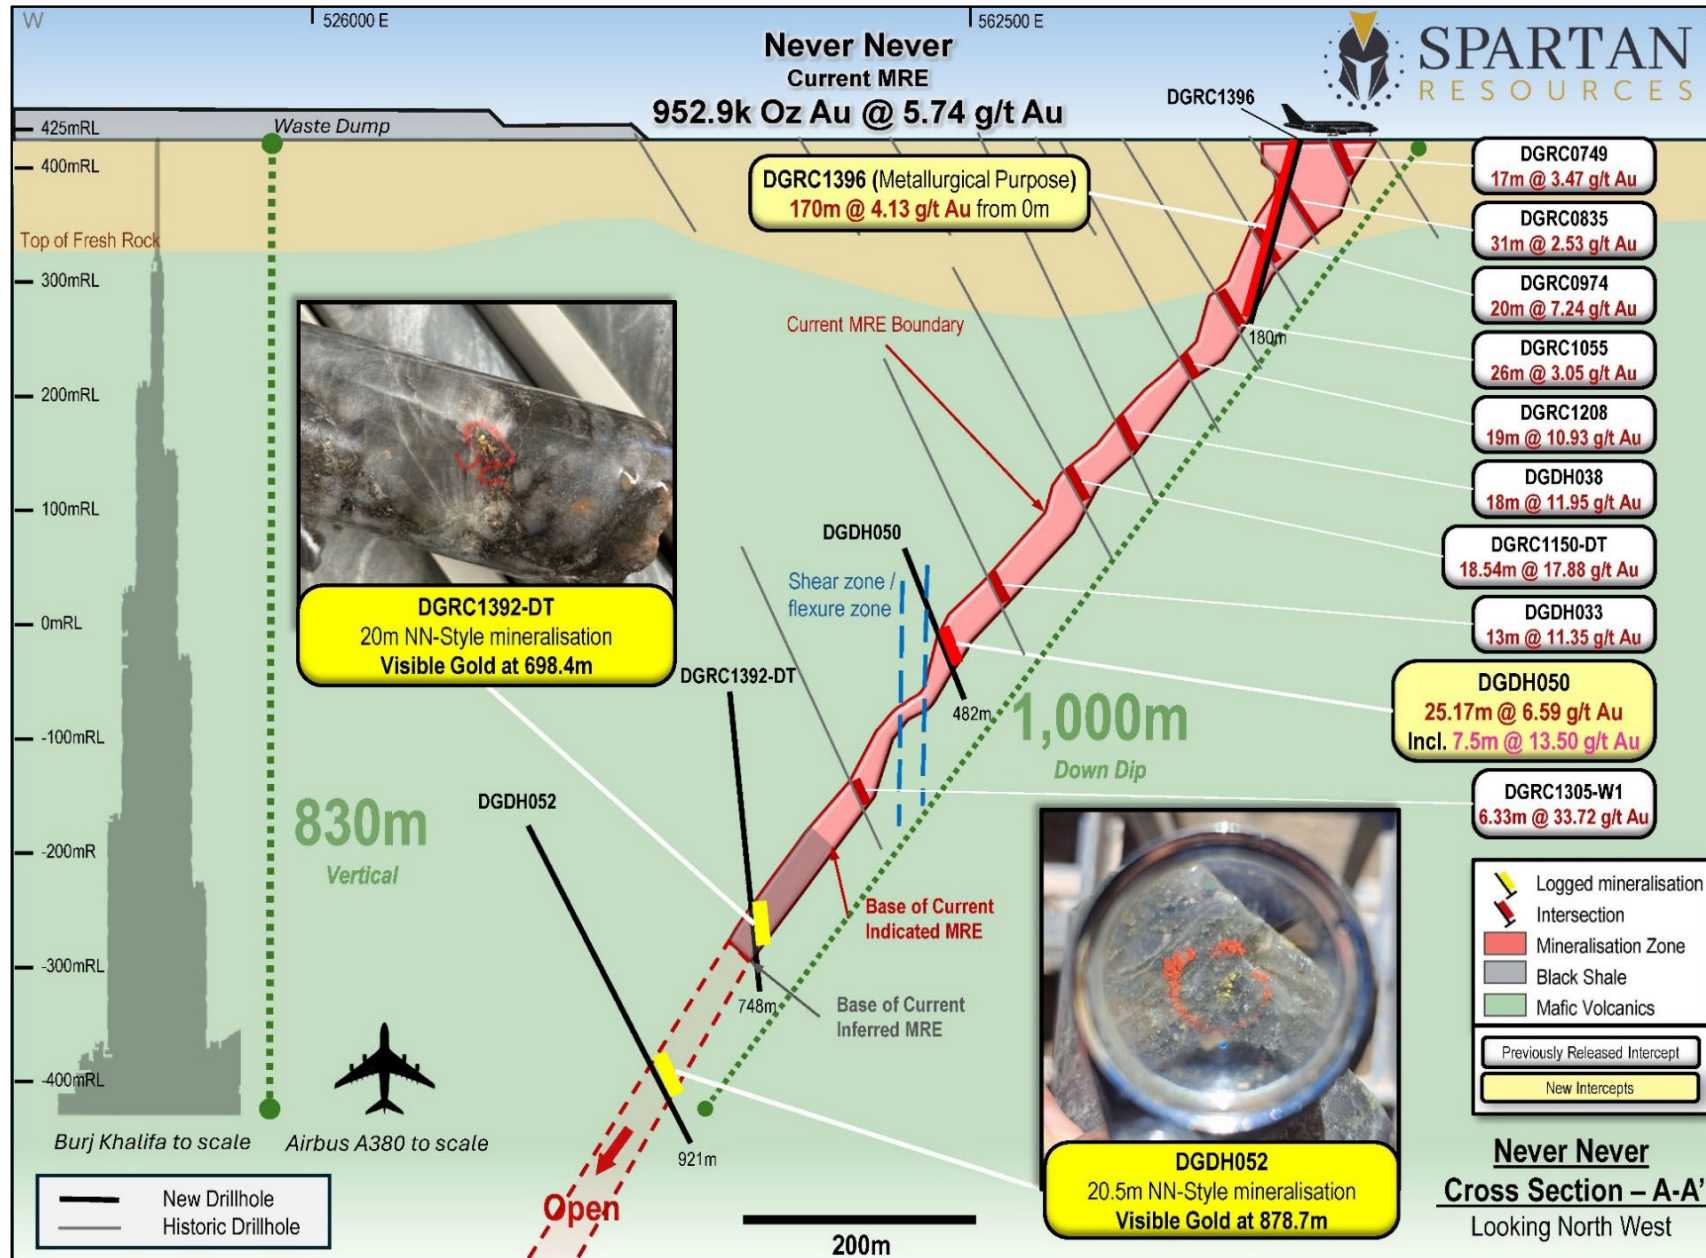 W
526000 E
562500 E
Never Never
Current MRE
952.9k Oz Au @ 5.74 g/t Au
SPARTAN
RESOURCES
DGRC1396
425mRL
Waste Dump
400mRL
Top of Fresh Rock
300mRL
200mRL
100mRL
0mRL
-100mRL
-200mR
-300mRL
-400mRL
DGRC1396 (Metallurgical Purpose)
170m @ 4.13 g/t Au from 0m
DGRC0749
17m @ 3.47 g/t Au
DGRC0835
31m @ 2.53 g/t Au
DGRC0974
20m @ 7.24 g/t Au
DGRC1055
26m @ 3.05 g/t Au
DGRC1208
19m @ 10.93 g/t Au
DGDH038
18m @ 11.95 g/t Au
DGRC1150-DT
18.54m @ 17.88 g/t Au
DGDH033
13m @ 11.35 g/t Au
DGDH050
25.17m @ 6.59 g/t Au
Incl. 7.5m @ 13.50 g/t Au
DGRC1305-W1
6.33m @ 33.72 g/t Au
Current MRE Boundary
180m
DGDH050
Shear zone /
flexure zone
482m
1,000m
Down Dip
DGRC1392-DT
20m NN-Style mineralisation
Visible Gold at 698.4m
DGRC1392-DT
DGDH052
830m
Vertical
Base of Current
Indicated MRE
748m
Base of Current
Inferred MRE
921m
Open
Burj Khalifa to scale
Airbus A380 to scale
New Drillhole
Historic Drillhole
200m
DGDH052
20.5m NN-Style mineralisation
Visible Gold at 878.7m
Logged mineralisation
Intersection
Mineralisation Zone
Black Shale
Mafic Volcanics
Previously Released Intercept
New Intercepts
Never Never
Cross Section – A-A'
Looking North West